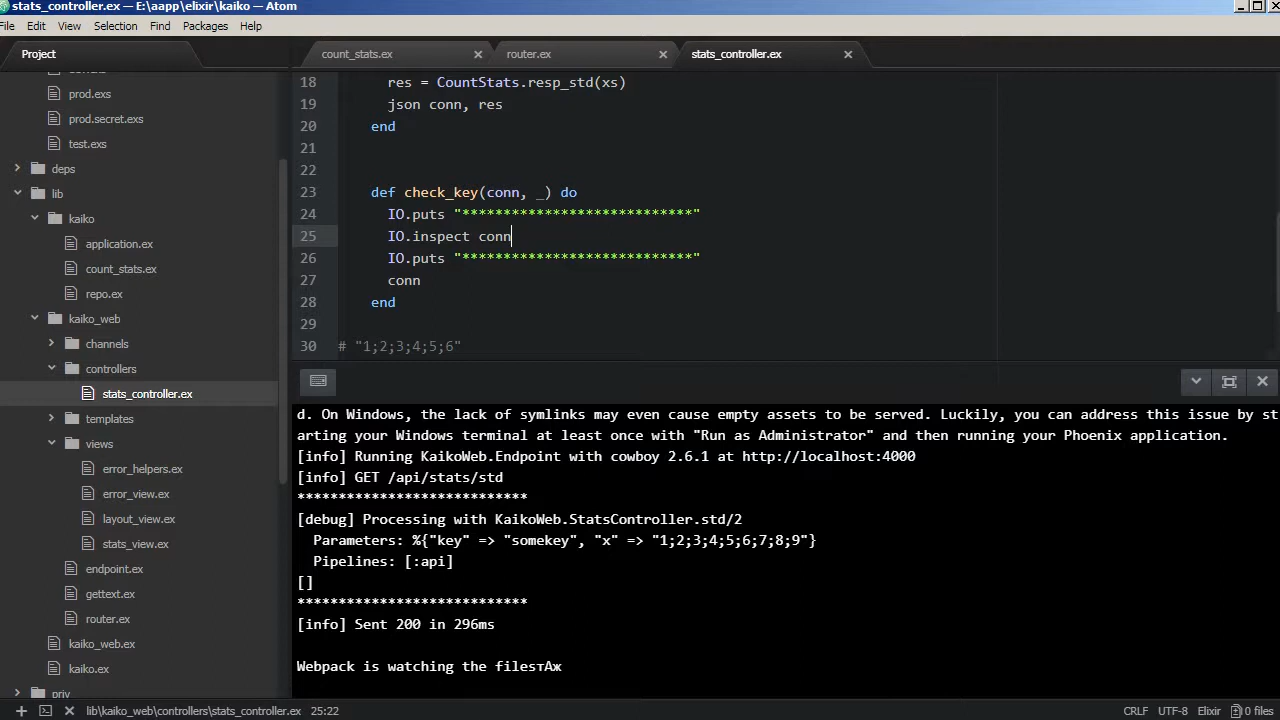 stats_controller.ex — E:\aapp\elixir\kaiko — Atom
File Edit View Selection Find Packages Help
Project
count_stats.ex
router.ex
stats_controller.ex
prod.exs
prod.secret.exs
test.exs
deps
lib
kaiko
application.ex
count_stats.ex
repo.ex
kaiko_web
channels
controllers
stats_controller.ex
templates
views
error_helpers.ex
error_view.ex
layout_view.ex
stats_view.ex
endpoint.ex
gettext.ex
router.ex
kaiko_web.ex
kaiko.ex
priv
18 res = CountStats.resp_std(xs)
19 json conn, res
20 end
21
22
23 def check_key(conn, _) do
24 IO.puts "****************************"
25 IO.inspect conn
26 IO.puts "****************************"
27 conn
28 end
29
30 # "1;2;3;4;5;6"
d. On Windows, the lack of symlinks may even cause empty assets to be served. Luckily, you can address this issue by st
arting your Windows terminal at least once with "Run as Administrator" and then running your Phoenix application.
[info] Running KaikoWeb.Endpoint with cowboy 2.6.1 at http://localhost:4000
[info] GET /api/stats/std
****************************
[debug] Processing with KaikoWeb.StatsController.std/2
Parameters: %{"key" => "somekey", "x" => "1;2;3;4;5;6;7;8;9"}
Pipelines: [:api]
[]
****************************
[info] Sent 200 in 296ms
Webpack is watching the filesтАж
lib\kaiko_web\controllers\stats_controller.ex 25:22
CRLF UTF-8 Elixir 0 files